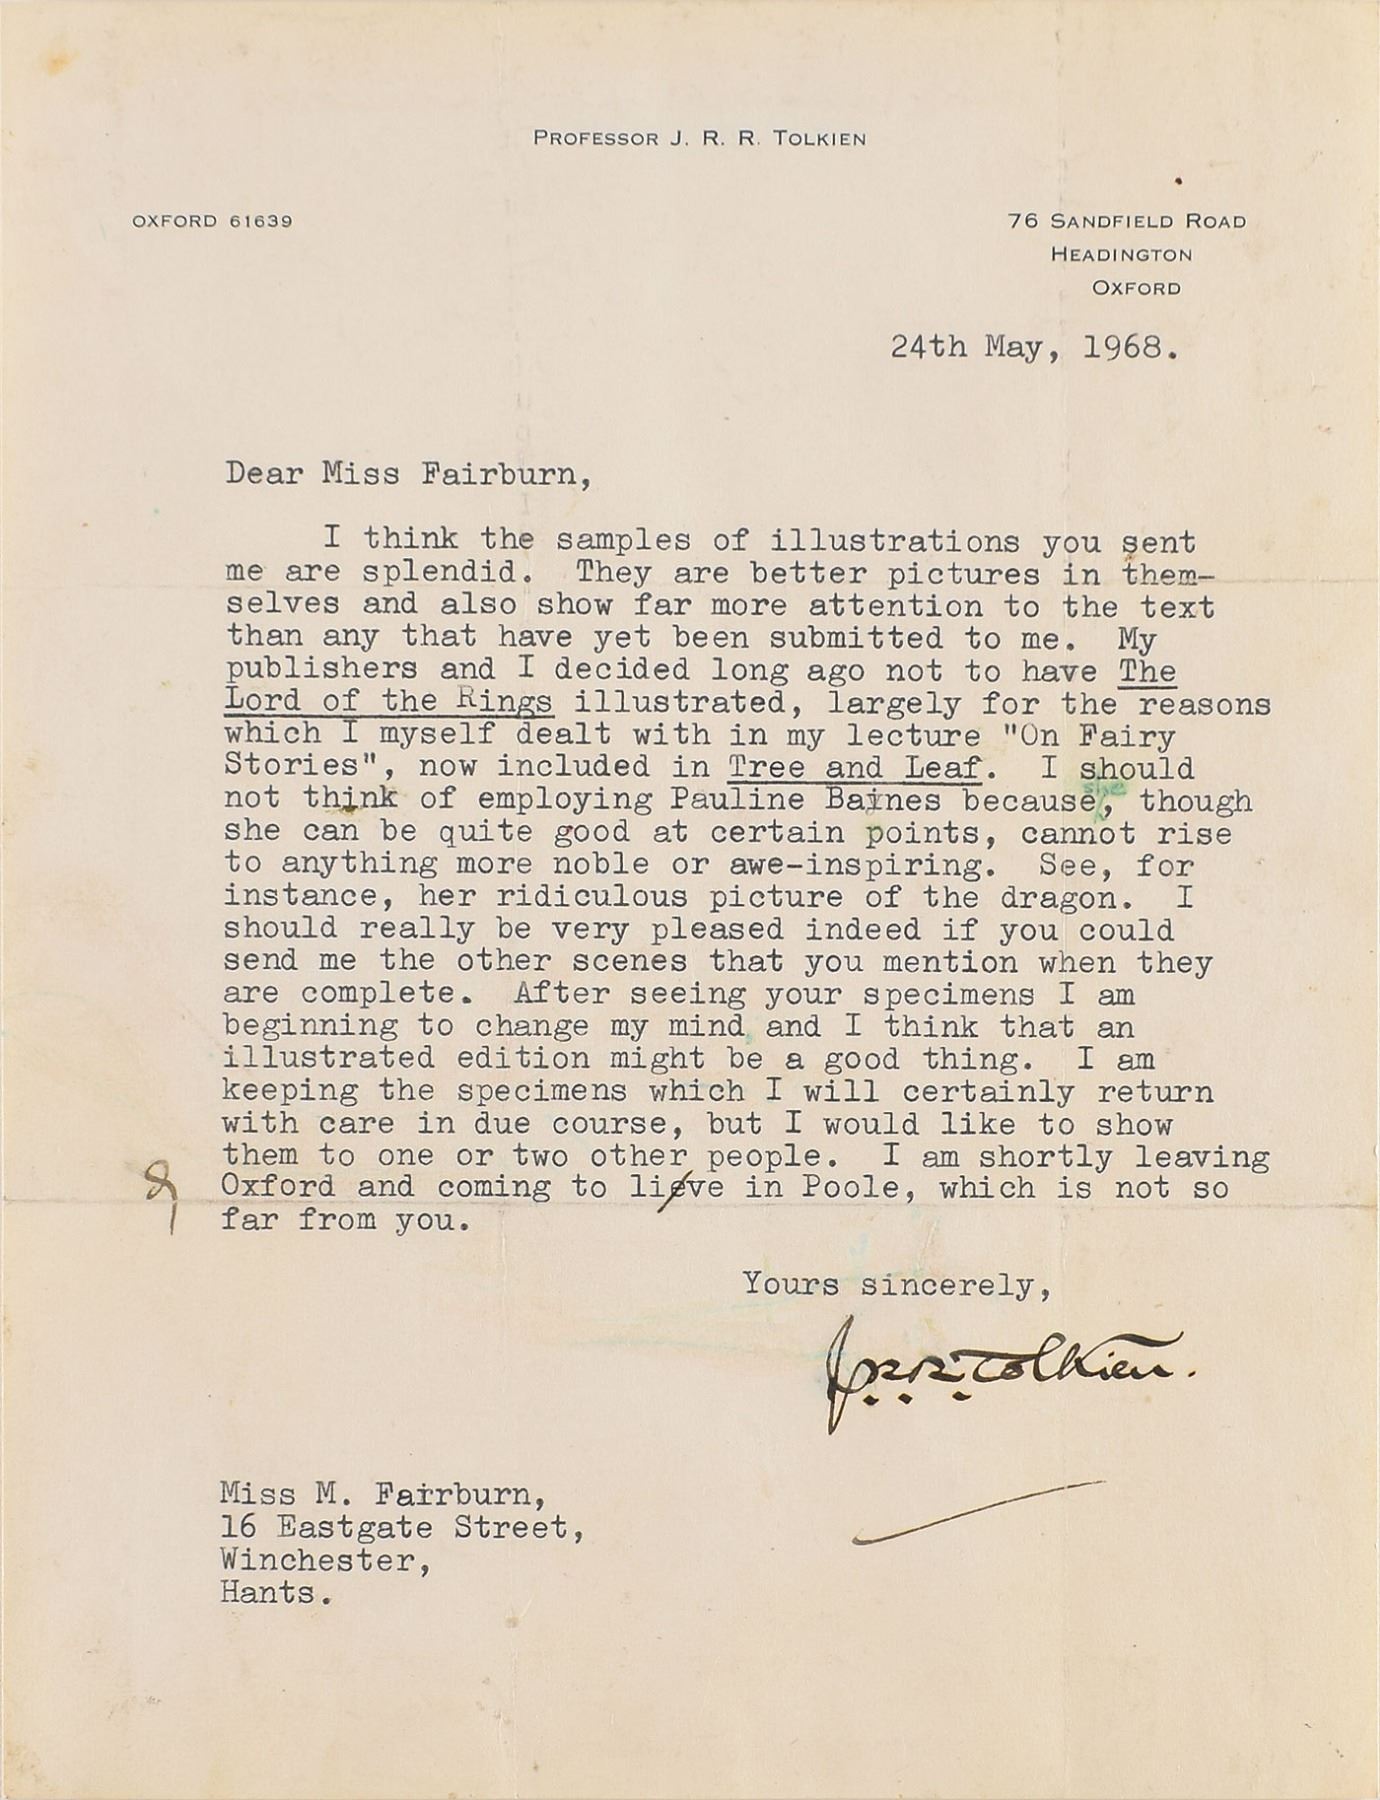 PROFESSOR J. R. R. TOLKIEN
OXFORD 61639
76 SANDFIELD ROAD
HEADINGTON
OXFORD
24th May, 1968.
Dear Miss Fairburn,
I think the samples of illustrations you sent
me are splendid. They are better pictures in them-
selves and also show far more attention to the text
than any that have yet been submitted to me. My
publishers and I decided long ago not to have The
Lord of the Rings illustrated, largely for the reasons
which I myself dealt with in my lecture "On Fairy
Stories", now included in Tree and Leaf. I should
she
not think of employing Pauline Baines because, though
she can be quite good at certain points, cannot rise
to anything more noble or awe-inspiring. See, for
instance, her ridiculous picture of the dragon. I
should really be very pleased indeed if you could
send me the other scenes that you mention when they
are complete. After seeing your specimens I am
beginning to change my mind and I think that an
illustrated edition might be a good thing. I am
keeping the specimens which I will certainly return
with care in due course, but I would like to show
them to one or two other people. I am shortly leaving
Oxford and coming to lieve in Poole, which is not so
far from you.
Yours sincerely,
J.R.R. Tolkien.
Miss M. Fairburn,
16 Eastgate Street,
Winchester,
Hants.